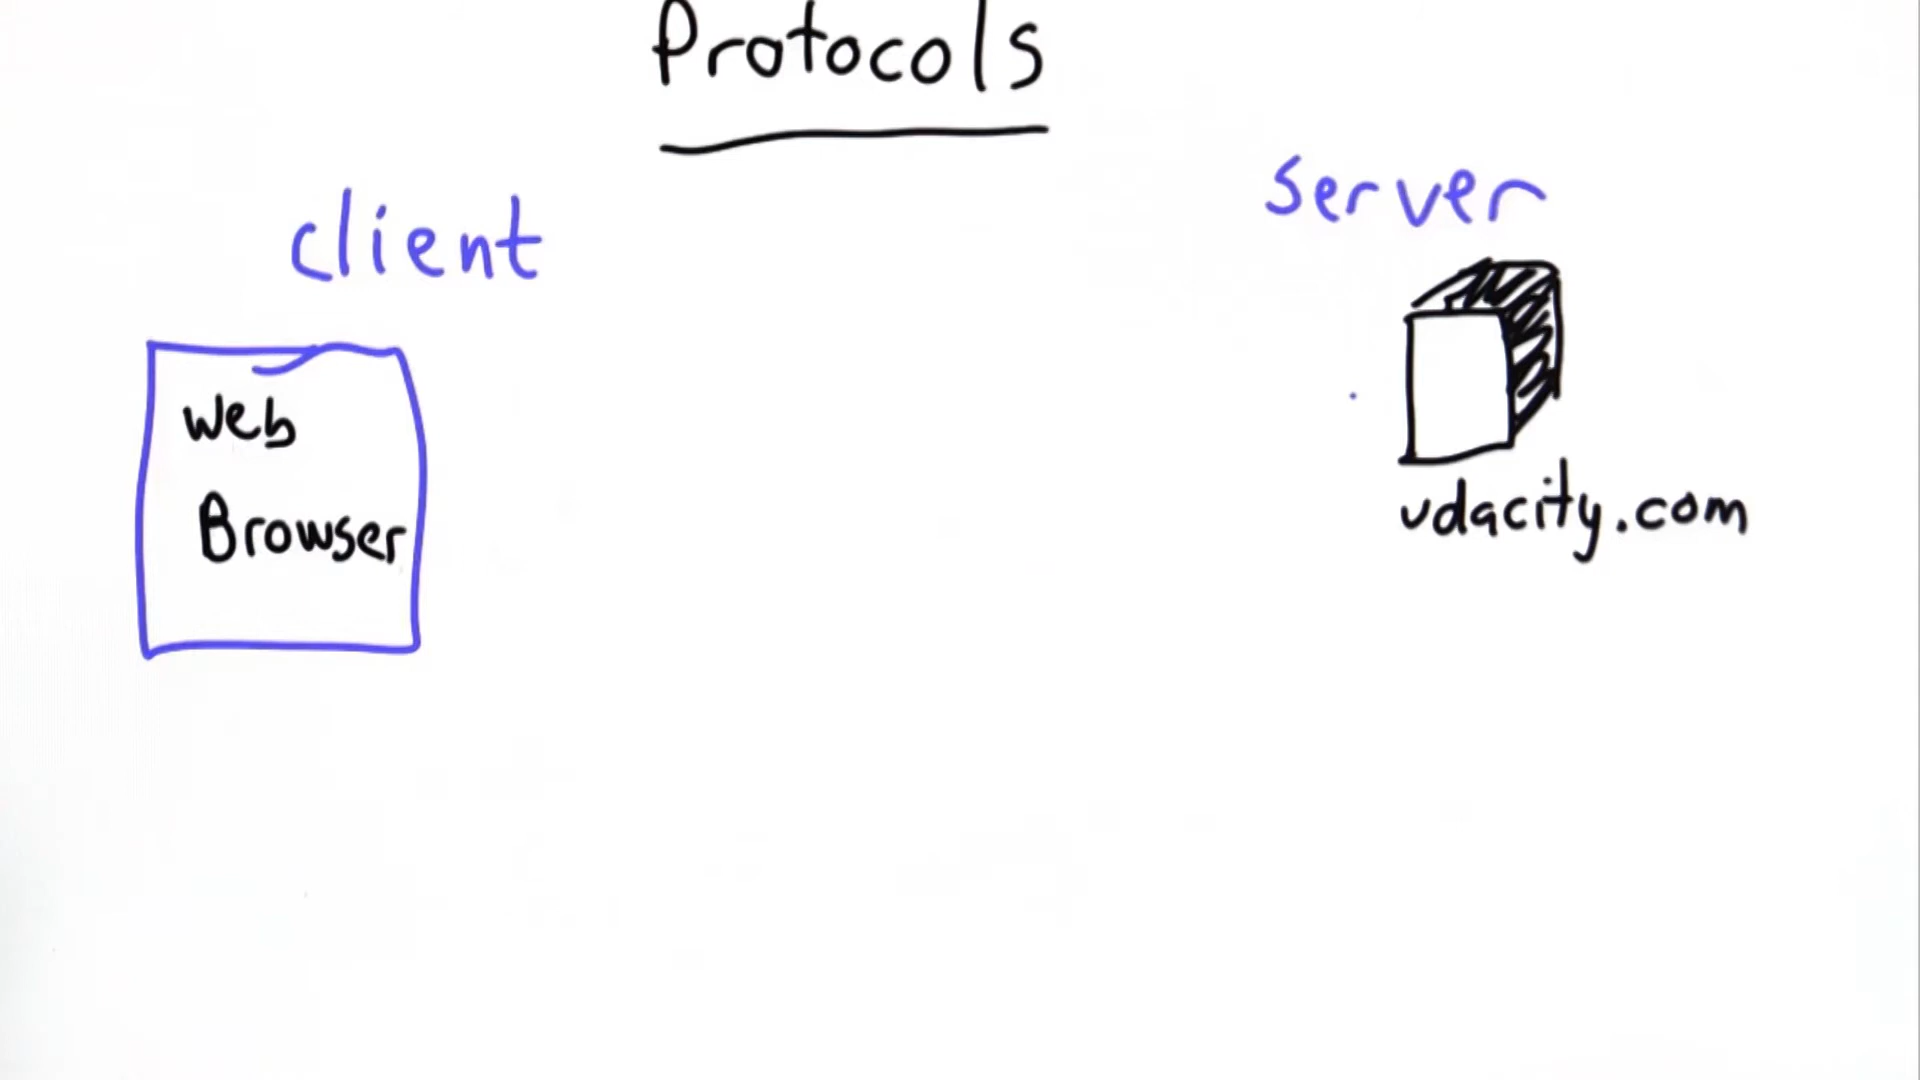 Protocols
client
server
Web
Browser
udacity.com